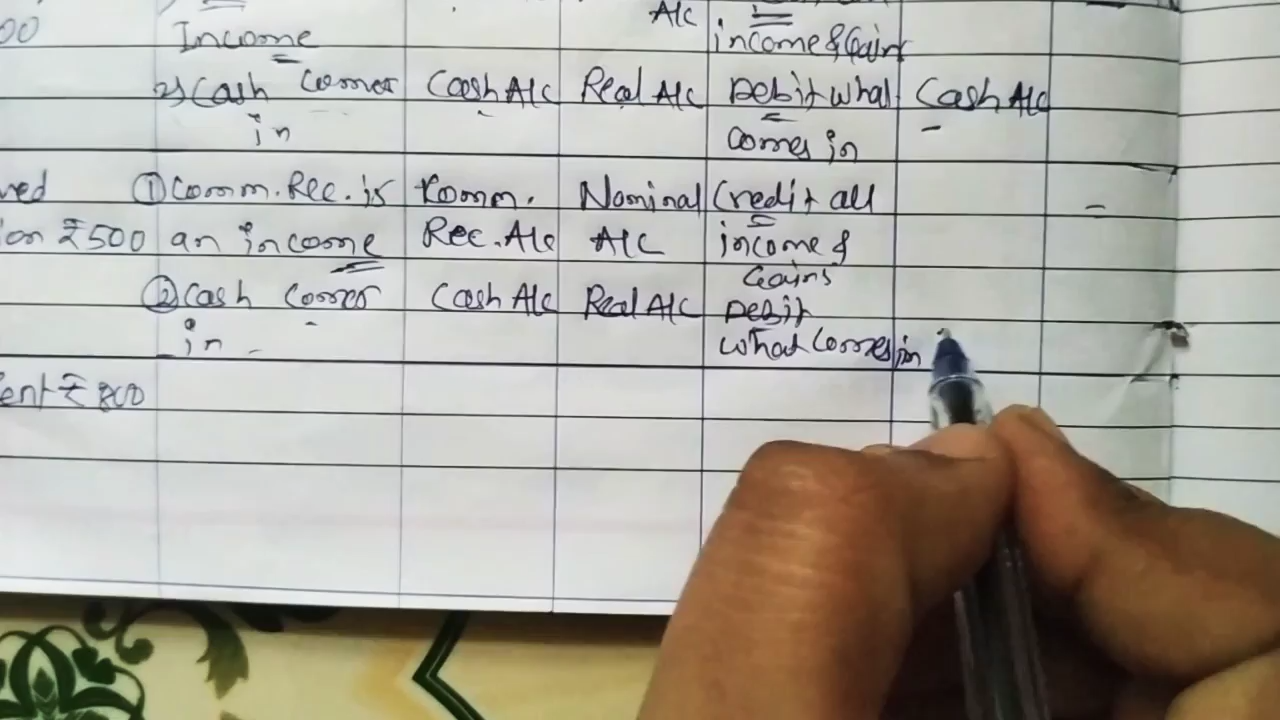 00 Income A/c income & Gains
2) Cash comes Cash A/c Real A/c Debit what Cash A/c
in comes in
ved ① Comm. Rec. is Comm. Nominal Credit all
ion ₹500 an income Rec. A/c A/c income &
Gains
② Cash comes Cash A/c Real A/c Debit
in what comes in
ent ₹800